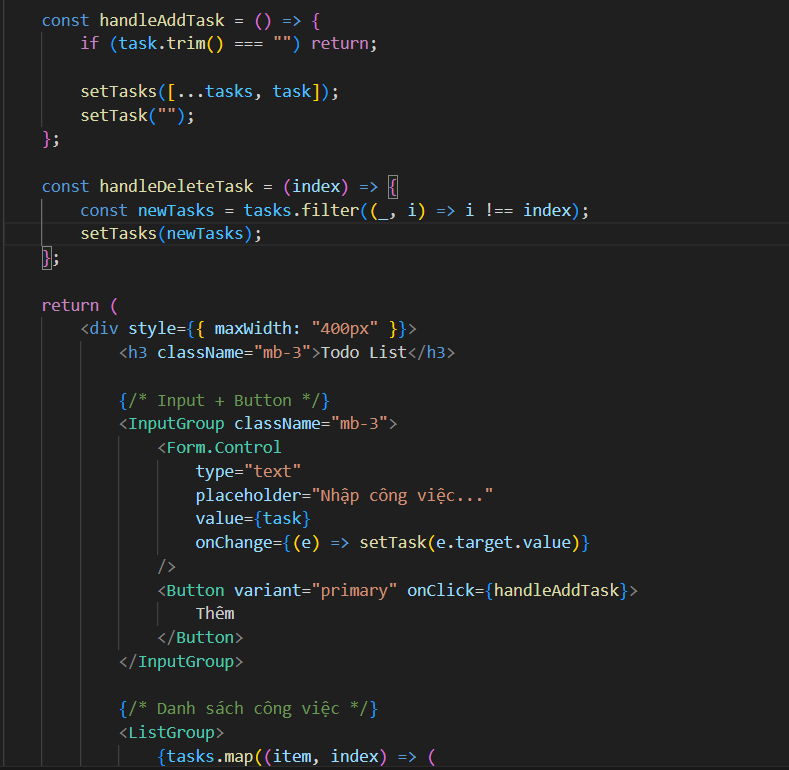 const handleAddTask = () => {
if (task.trim() === "") return;
setTasks([...tasks, task]);
setTask("");
};
const handleDeleteTask = (index) => {
const newTasks = tasks.filter((_, i) => i !== index);
setTasks(newTasks);
};
return (
<div style={{ maxWidth: "400px" }}>
<h3 className="mb-3">Todo List</h3>
{/* Input + Button */}
<InputGroup className="mb-3">
<Form.Control
type="text"
placeholder="Nhập công việc..."
value={task}
onChange={(e) => setTask(e.target.value)}
/>
<Button variant="primary" onClick={handleAddTask}>
Thêm
</Button>
</InputGroup>
{/* Danh sách công việc */}
<ListGroup>
{tasks.map((item, index) => (